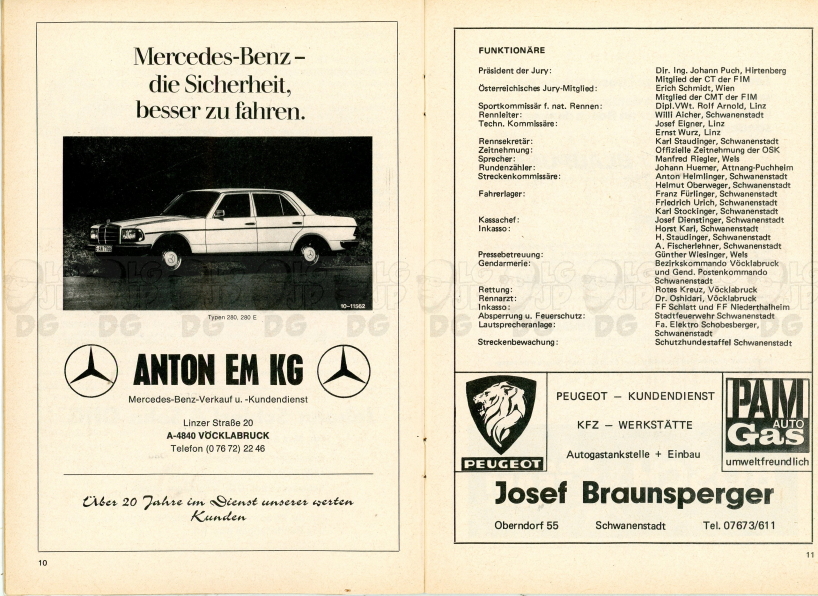 Mercedes-Benz –
die Sicherheit,
besser zu fahren.
10-11562
Typen 280, 280 E
ANTON EM KG
Mercedes-Benz-Verkauf u. -Kundendienst
Linzer Straße 20
A-4840 VÖCKLABRUCK
Telefon (0 76 72) 22 46
Über 20 Jahre im Dienst unserer werten
Kunden
10
FUNKTIONÄRE
Präsident der Jury: Dir. Ing. Johann Puch, Hirtenberg
Mitglied der CT der FIM
Österreichisches Jury-Mitglied: Erich Schmidt, Wien
Mitglied der CMT der FIM
Sportkommissär f. nat. Rennen: Dipl.VWt. Rolf Arnold, Linz
Rennleiter: Willi Aicher, Schwanenstadt
Techn. Kommissäre: Josef Eigner, Linz
Ernst Wurz, Linz
Rennsekretär: Karl Staudinger, Schwanenstadt
Zeitnehmung: Offizielle Zeitnehmung der OSK
Sprecher: Manfred Riegler, Wels
Rundenzähler: Johann Huemer, Attnang-Puchheim
Streckenkommissäre: Anton Helmlinger, Schwanenstadt
Helmut Oberweger, Schwanenstadt
Fahrerlager: Franz Fürlinger, Schwanenstadt
Friedrich Urich, Schwanenstadt
Karl Stockinger, Schwanenstadt
Kassachef: Josef Dienstinger, Schwanenstadt
Inkasso: Horst Karl, Schwanenstadt
H. Staudinger, Schwanenstadt
A. Fischerlehner, Schwanenstadt
Pressebetreuung: Günther Wiesinger, Wels
Gendarmerie: Bezirkskommando Vöcklabruck
und Gend. Postenkommando
Schwanenstadt
Rettung: Rotes Kreuz, Vöcklabruck
Rennarzt: Dr. Oshidari, Vöcklabruck
Inkasso: FF Schlatt und FF Niederthalheim
Absperrung u. Feuerschutz: Stadtfeuerwehr Schwanenstadt
Lautsprecheranlage: Fa. Elektro Schobesberger,
Schwanenstadt
Streckenbewachung: Schutzhundestaffel Schwanenstadt
PEUGEOT
PEUGEOT – KUNDENDIENST
KFZ – WERKSTÄTTE
Autogastankstelle + Einbau
PAM
AUTO
Gas
umweltfreundlich
Josef Braunsperger
Oberndorf 55 Schwanenstadt Tel. 07673/611
11